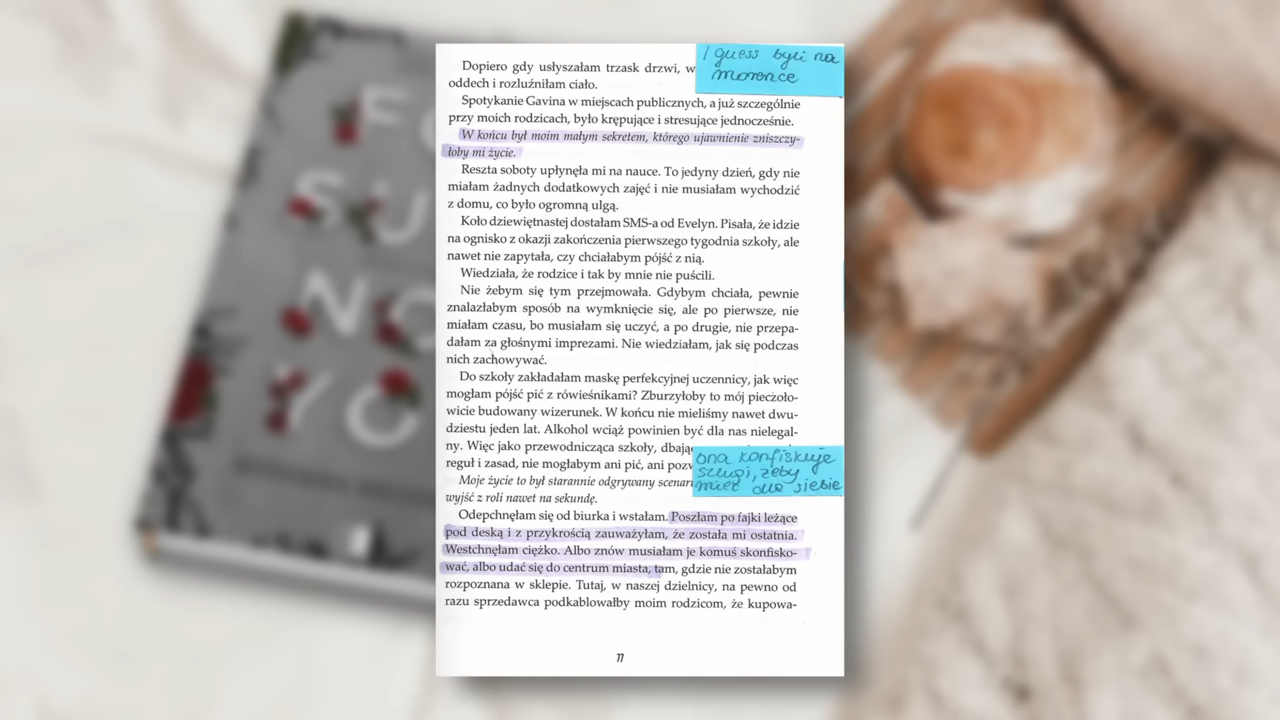 I guess byli na
moronce
Dopiero gdy usłyszałam trzask drzwi, w
oddech i rozluźniłam ciało.
Spotykanie Gavina w miejscach publicznych, a już szczególnie
przy moich rodzicach, było krępujące i stresujące jednocześnie.
W końcu był moim małym sekretem, którego ujawnienie zniszczy-
łoby mi życie.
Reszta soboty upłynęła mi na nauce. To jedyny dzień, gdy nie
miałam żadnych dodatkowych zajęć i nie musiałam wychodzić
z domu, co było ogromną ulgą.
Koło dziewiętnastej dostałam SMS-a od Evelyn. Pisała, że idzie
na ognisko z okazji zakończenia pierwszego tygodnia szkoły, ale
nawet nie zapytała, czy chciałabym pójść z nią.
Wiedziała, że rodzice i tak by mnie nie puścili.
Nie żebym się tym przejmowała. Gdybym chciała, pewnie
znalazłabym sposób na wymknięcie się, ale po pierwsze, nie
miałam czasu, bo musiałam się uczyć, a po drugie, nie przepa-
dałam za głośnymi imprezami. Nie wiedziałam, jak się podczas
nich zachowywać.
Do szkoły zakładałam maskę perfekcyjnej uczennicy, jak więc
mogłam pójść pić z rówieśnikami? Zburzyłoby to mój pieczoło-
wicie budowany wizerunek. W końcu nie mieliśmy nawet dwu-
dziestu jeden lat. Alkohol wciąż powinien być dla nas nielegal-
ny. Więc jako przewodnicząca szkoły, dbając
reguł i zasad, nie mogłabym ani pić, ani pozw
ona konfiskuje
szlugi, żeby
mieć dla siebie
Moje życie to był starannie odgrywany scenar
wyjść z roli nawet na sekundę.
Odepchnęłam się od biurka i wstałam. Poszłam po fajki leżące
pod deską i z przykrością zauważyłam, że została mi ostatnia.
Westchnęłam ciężko. Albo znów musiałam je komuś skonfisko-
wać, albo udać się do centrum miasta, tam, gdzie nie zostałabym
rozpoznana w sklepie. Tutaj, w naszej dzielnicy, na pewno od
razu sprzedawca podkablowałby moim rodzicom, że kupowa-
77